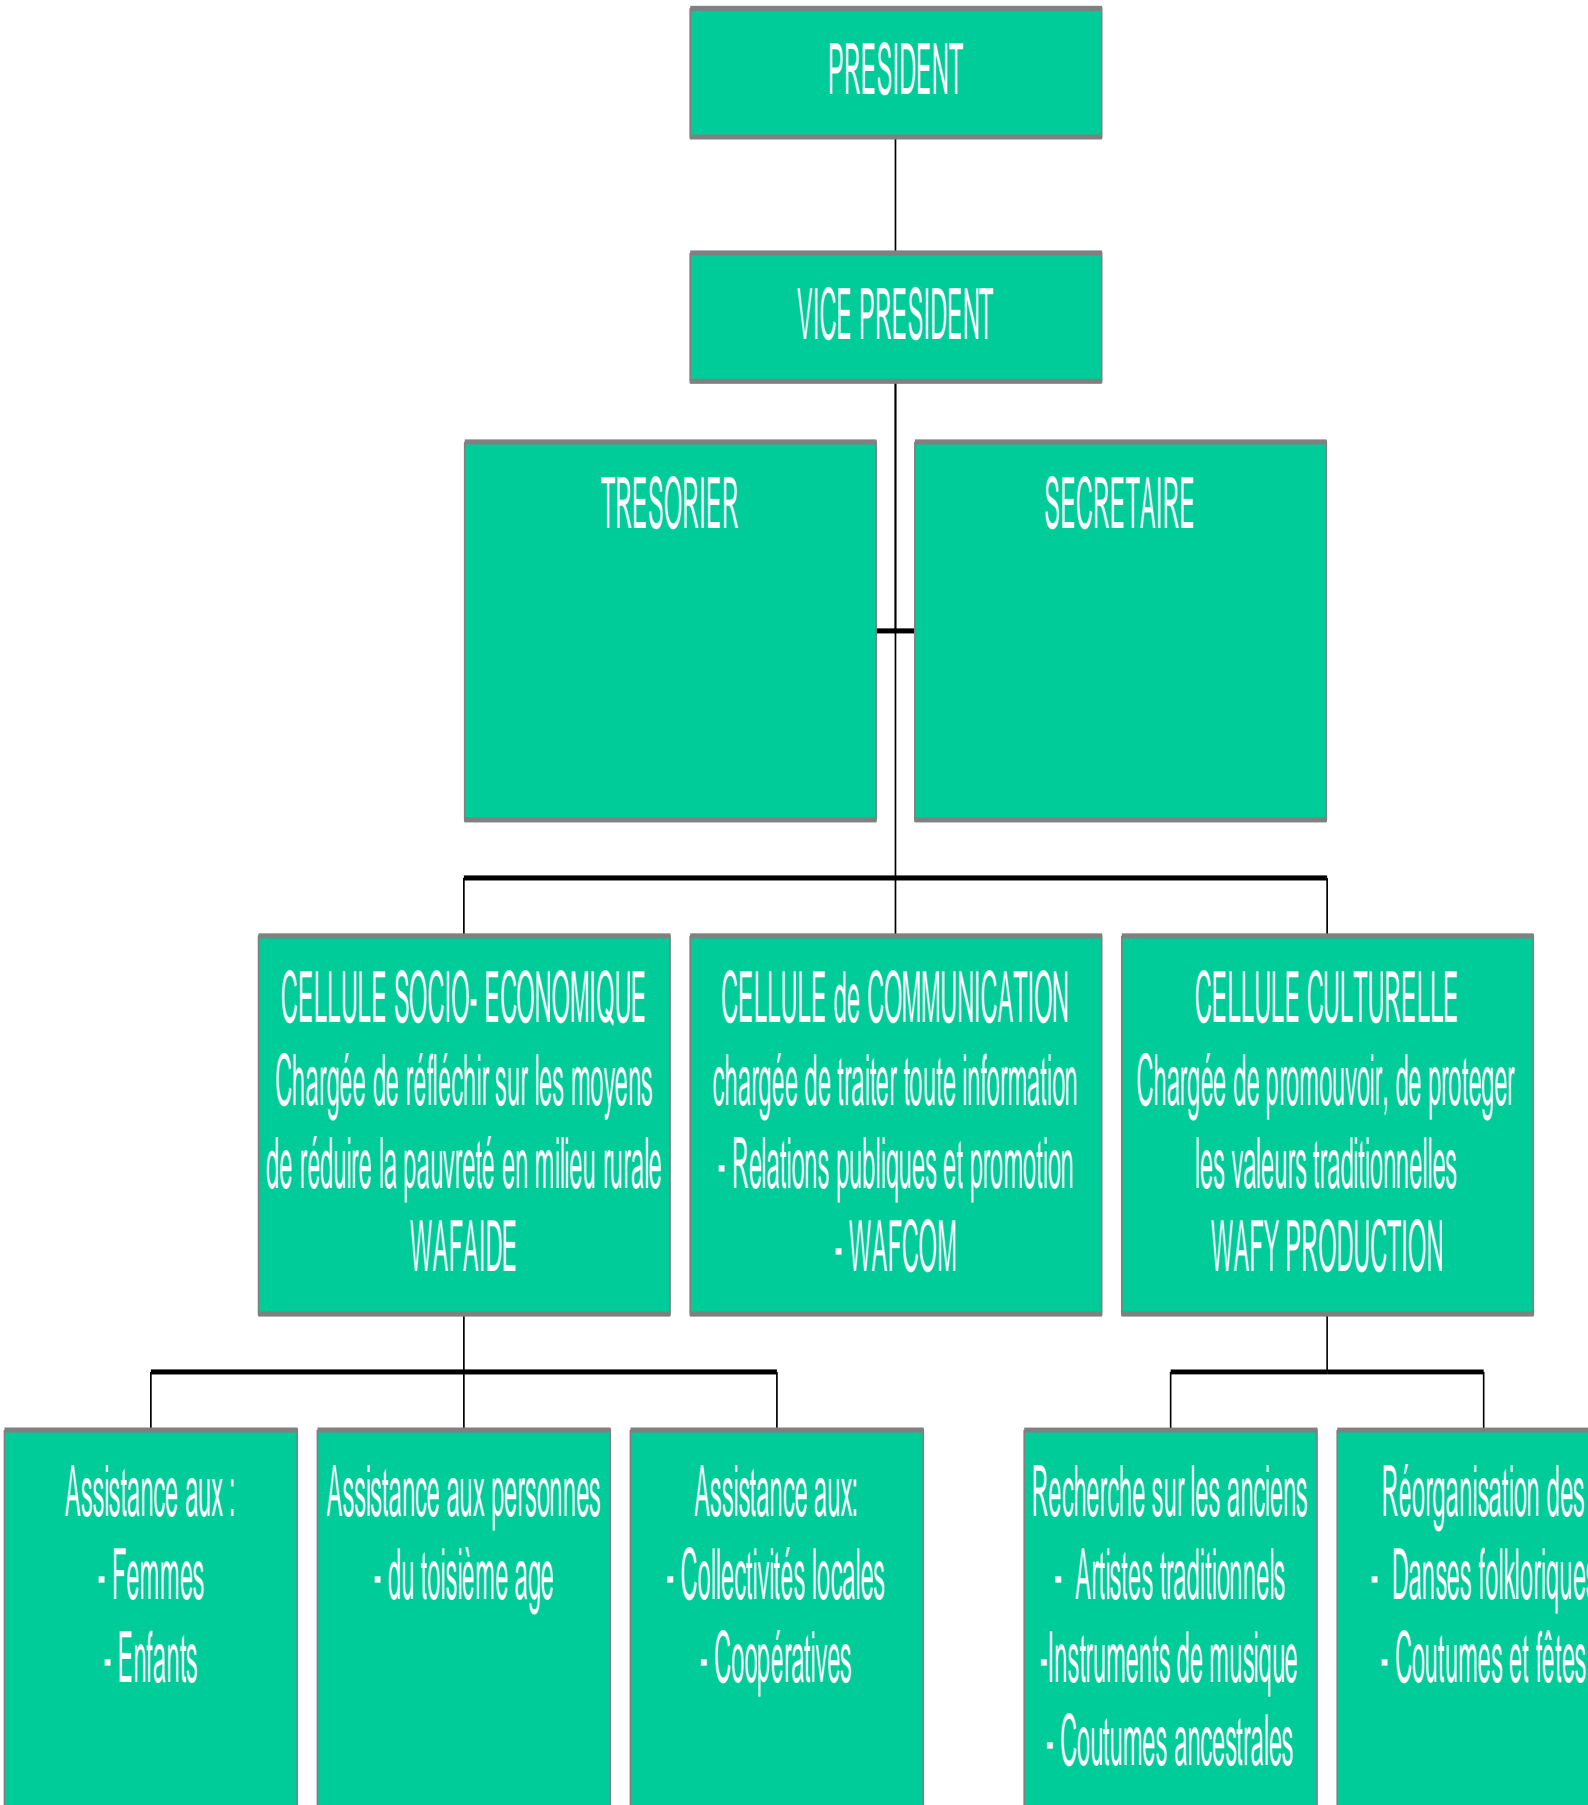 PRESIDENT
VICE PRESIDENT
TRESORIER
SECRETAIRE
CELLULE SOCIO- ECONOMIQUE
Chargée de réfléchir sur les moyens
de réduire la pauvreté en milieu rurale
WAFAIDE
CELLULE de COMMUNICATION
chargée de traiter toute information
- Relations publiques et promotion
- WAFCOM
CELLULE CULTURELLE
Chargée de promouvoir, de proteger
les valeurs traditionnelles
WAFY PRODUCTION
Assistance aux :
- Femmes
- Enfants
Assistance aux personnes
- du toisième age
Assistance aux:
- Collectivités locales
- Coopératives
Recherche sur les anciens
- Artistes traditionnels
-Instruments de musique
- Coutumes ancestrales
Réorganisation des
- Danses folkloriques
- Coutumes et fêtes